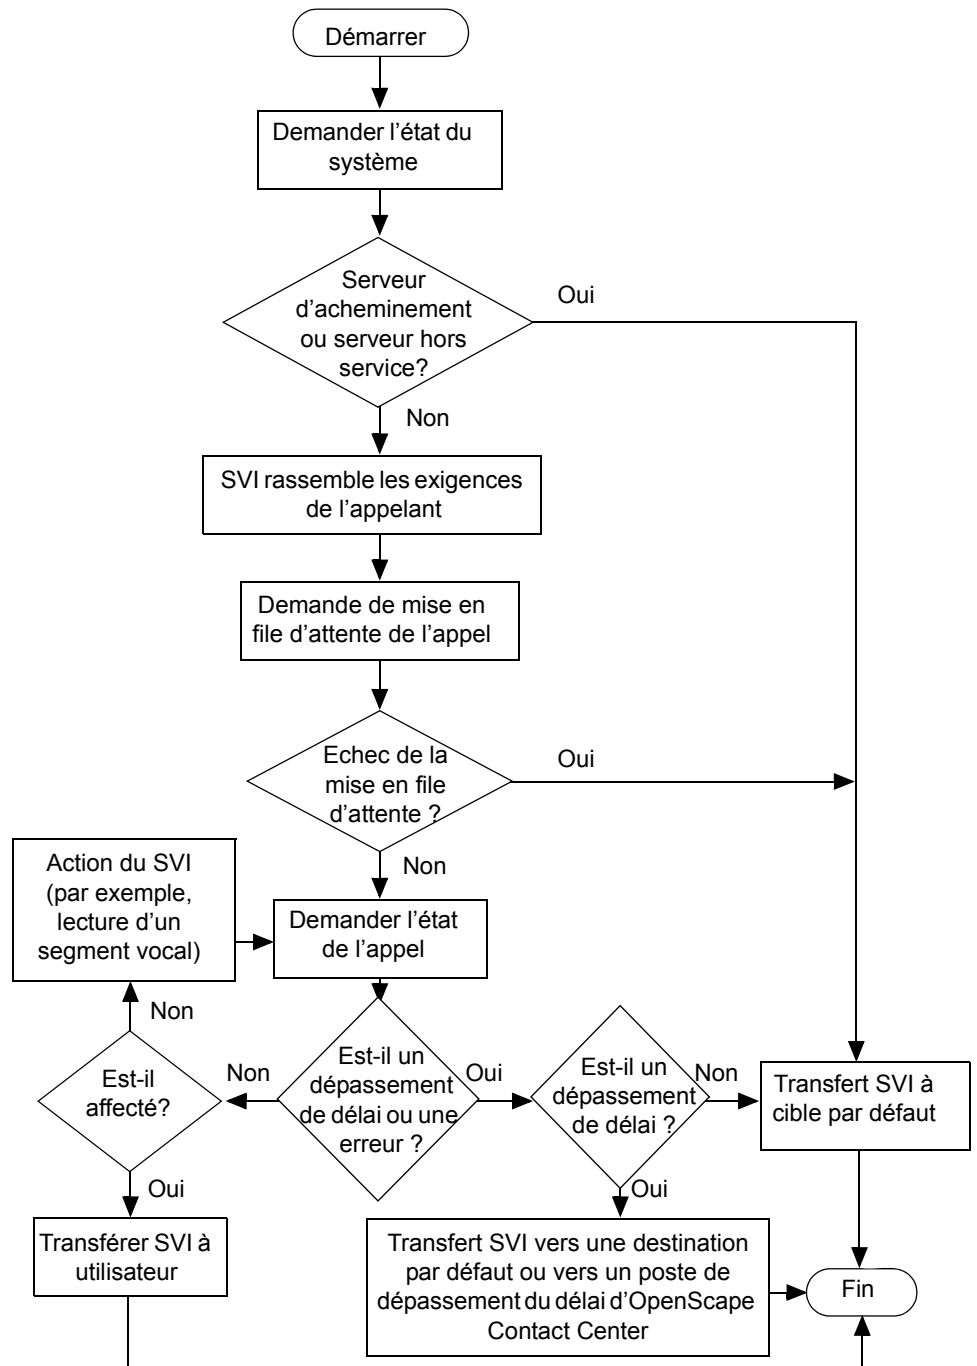 Démarrer
Demander l'état du
système
Serveur
d'acheminement
ou serveur hors
service?
Oui
Non
SVI rassemble les exigences
de l'appelant
Demande de mise en
file d'attente de l'appel
Echec de la
mise en file
d'attente ?
Oui
Non
Action du SVI
(par exemple,
lecture d'un
segment vocal)
Demander l'état
de l'appel
Non
Est-il
affecté?
Non
Est-il un
dépassement
de délai ou une
erreur ?
Oui
Est-il un
dépassement
de délai ?
Non
Transfert SVI à
cible par défaut
Oui
Oui
Transférer SVI à
utilisateur
Transfert SVI vers une destination
par défaut ou vers un poste de
dépassement du délai d'OpenScape
Contact Center
Fin